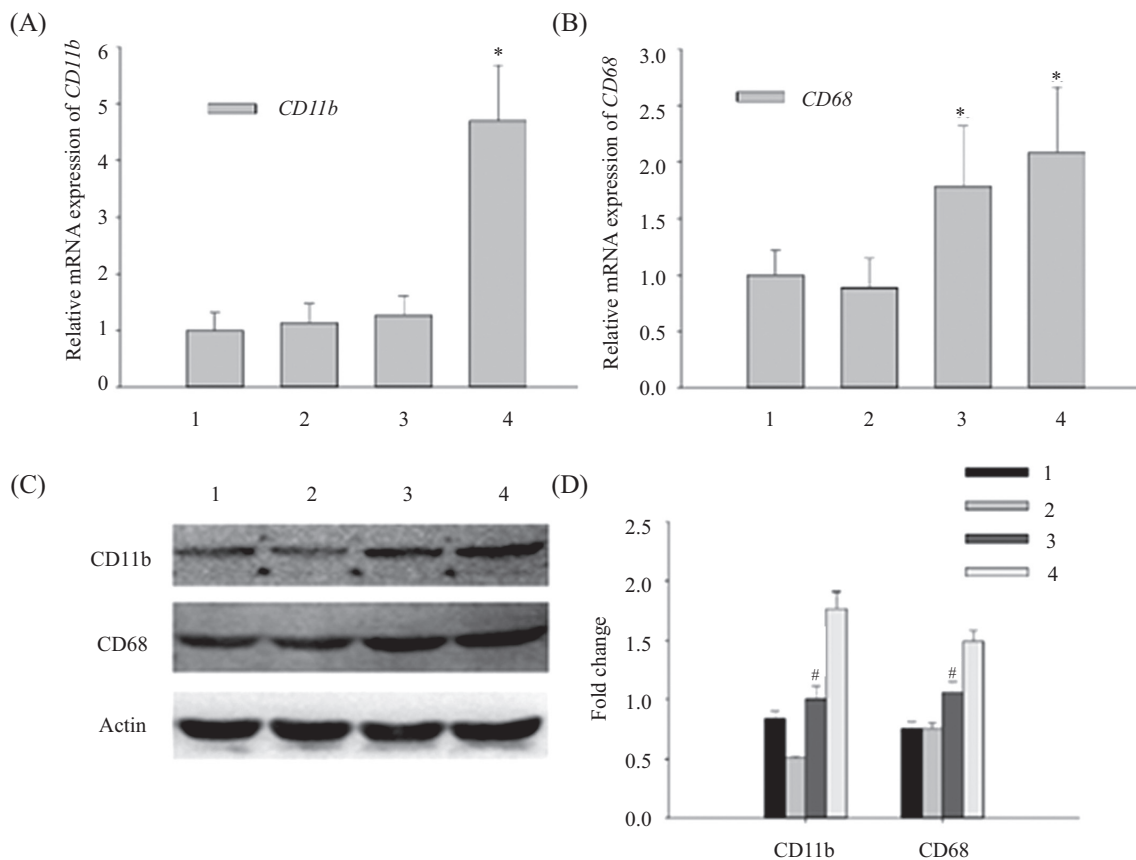 (A)
Relative mRNA expression of CD11b
6
5
4
3
2
1
0
CD11b
*
1 2 3 4
(B)
Relative mRNA expression of CD68
3.0
2.5
2.0
1.5
1.0
0.5
0.0
CD68
*
*
1 2 3 4
(C)
1 2 3 4
CD11b
CD68
Actin
(D)
1
2
3
4
Fold change
2.5
2.0
1.5
1.0
0.5
0.0
#
#
CD11b CD68